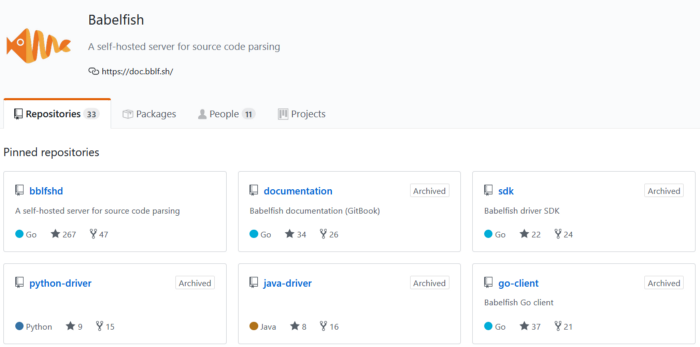 Babelfish
A self-hosted server for source code parsing
https://doc.bblf.sh/
Repositories 33 Packages People 11 Projects
Pinned repositories
bblfshd documentation Archived sdk Archived
A self-hosted server for source code parsing Babelfish documentation (GitBook) Babelfish driver SDK
Go 267 47 Go 34 26 Go 22 24
python-driver Archived java-driver Archived go-client Archived
Babelfish Go client
Python 9 15 Java 8 16 Go 37 21